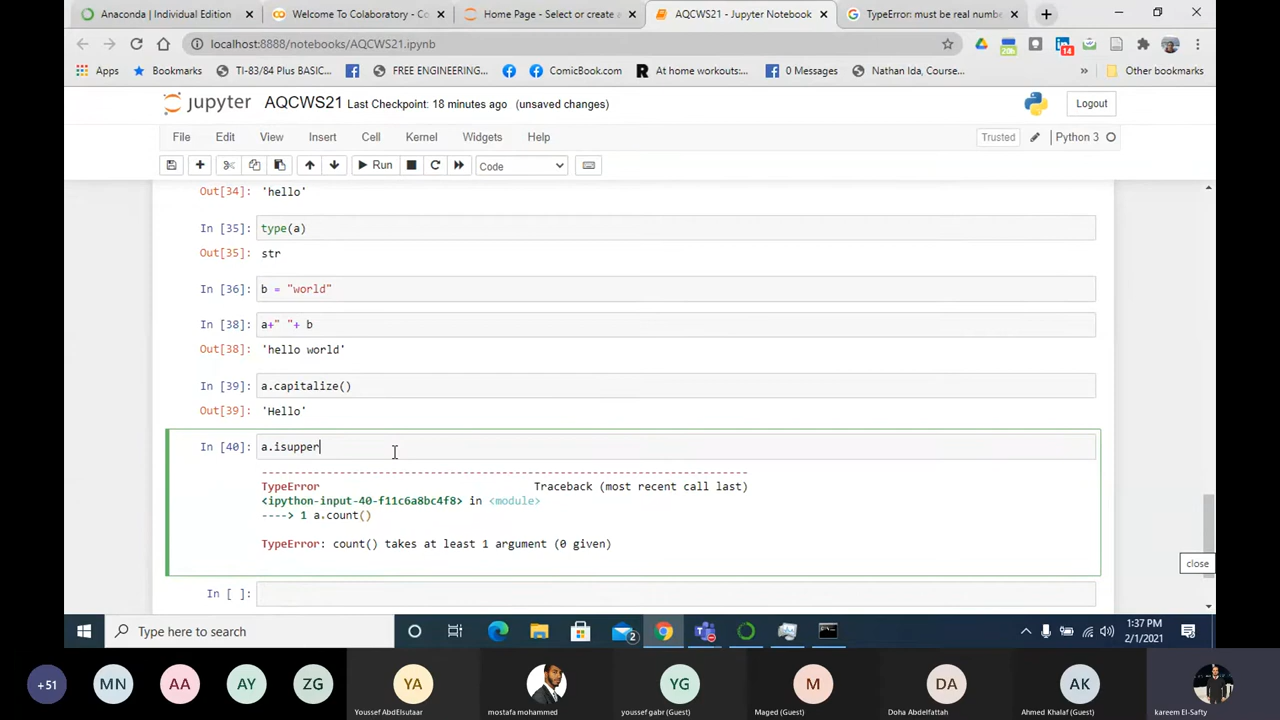 Anaconda | Individual Edition
Welcome To Colaboratory - Co
Home Page - Select or create a
AQCWS21 - Jupyter Notebook
TypeError: must be real numbe
localhost:8888/notebooks/AQCWS21.ipynb
20h
14
Apps
Bookmarks
TI-83/84 Plus BASIC...
FREE ENGINEERING...
ComicBook.com
At home workouts:...
0 Messages
Nathan Ida, Course...
»
Other bookmarks
jupyter AQCWS21 Last Checkpoint: 18 minutes ago (unsaved changes)
Logout
File Edit View Insert Cell Kernel Widgets Help
Trusted
Python 3
Run
Code
Out[34]: 'hello'
In [35]: type(a)
Out[35]: str
In [36]: b = "world"
In [38]: a+" "+ b
Out[38]: 'hello world'
In [39]: a.capitalize()
Out[39]: 'Hello'
In [40]: a.isupper
---------------------------------------------------------------------------
TypeError Traceback (most recent call last)
<ipython-input-40-f11c6a8bc4f8> in <module>
----> 1 a.count()
TypeError: count() takes at least 1 argument (0 given)
close
In [ ]:
Type here to search
2
1:37 PM
2/1/2021
+51
MN
AA
AY
ZG
YA
YG
M
DA
AK
Youssef AbdElsutaar
mostafa mohammed
youssef gabr (Guest)
Maged (Guest)
Doha Abdelfattah
Ahmed Khalaf (Guest)
kareem El-Safty